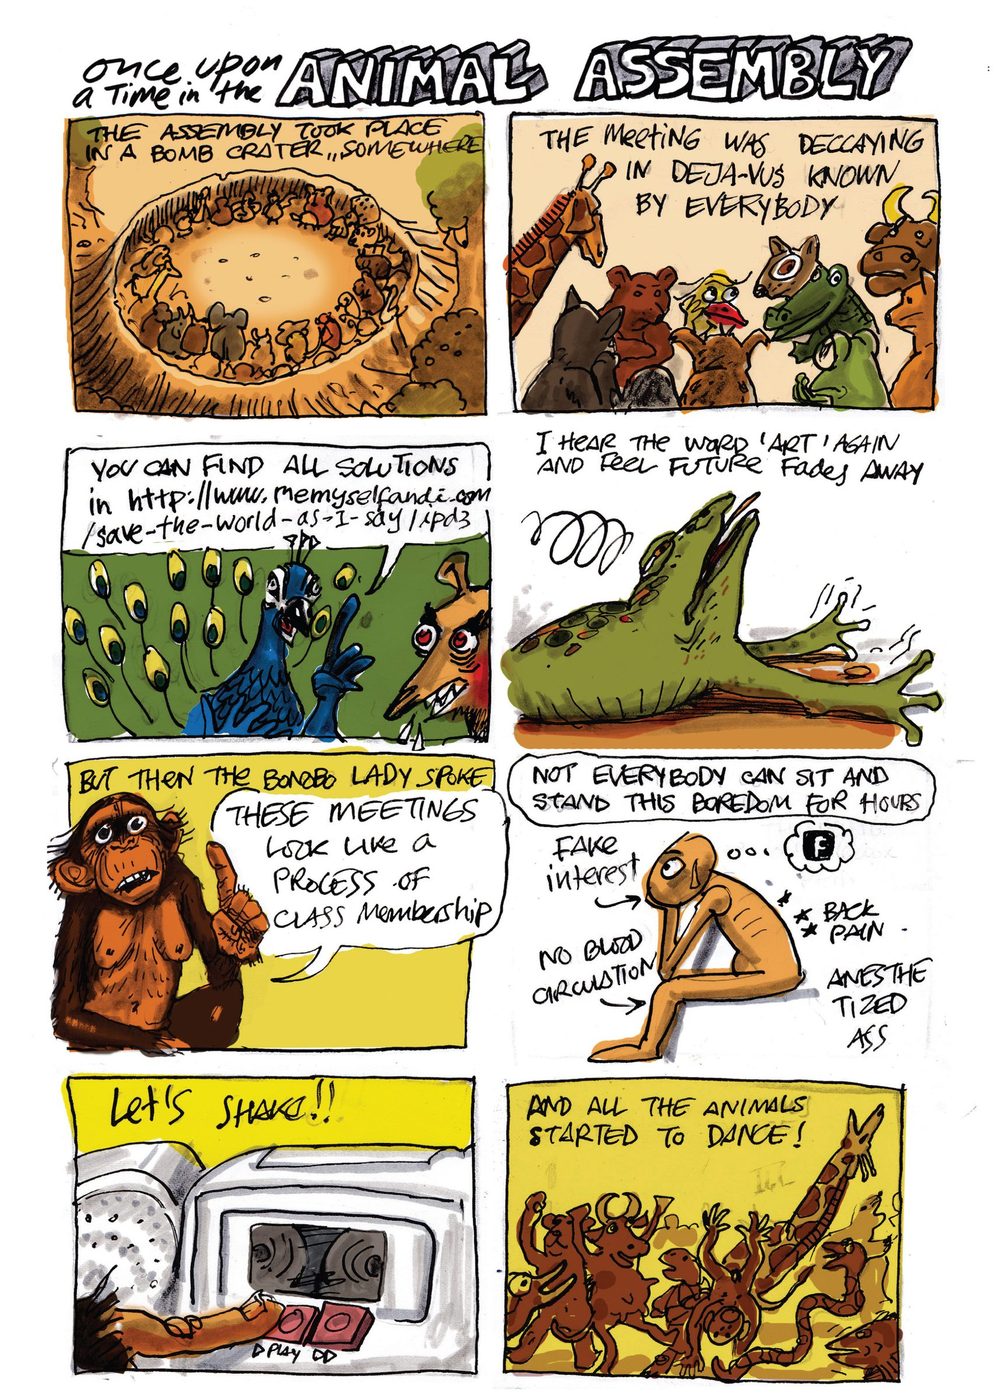 once upon
a Time in the ANIMAL ASSEMBLY
THE ASSEMBLY TOOK PLACE
IN A BOMB CRATER,, SOMEWHERE
THE MeetiNG WAS DECCAYING
IN DEJA-VUS KNOWN
BY EVERYBODY
YOU CAN FIND ALL SOLUTIONS
in http://www.memyselfandi.com
/save-the-world-as-I-say/ipd3
I HEAR THE WORD 'ART' AGAIN
AND FeeL FUTURE FadeS AWAY
BUT THEN THE BONOBO LADY SPOKE
THESE MEETINGS
LOOK LIKE A
PROCESS OF
CLASS MemberSHIP
NOT EVERYBODY CAN SIT AND
STAND THIS BOREDOM FOR HOURS
FAKE
interest
F
BACK
PAIN
NO BLOOD
CIRCULATION
ANESTHE
TIZED
ASS
Let'S SHAKE!!
PLAY
AND ALL THE ANIMALS
STARTED TO DANCE!